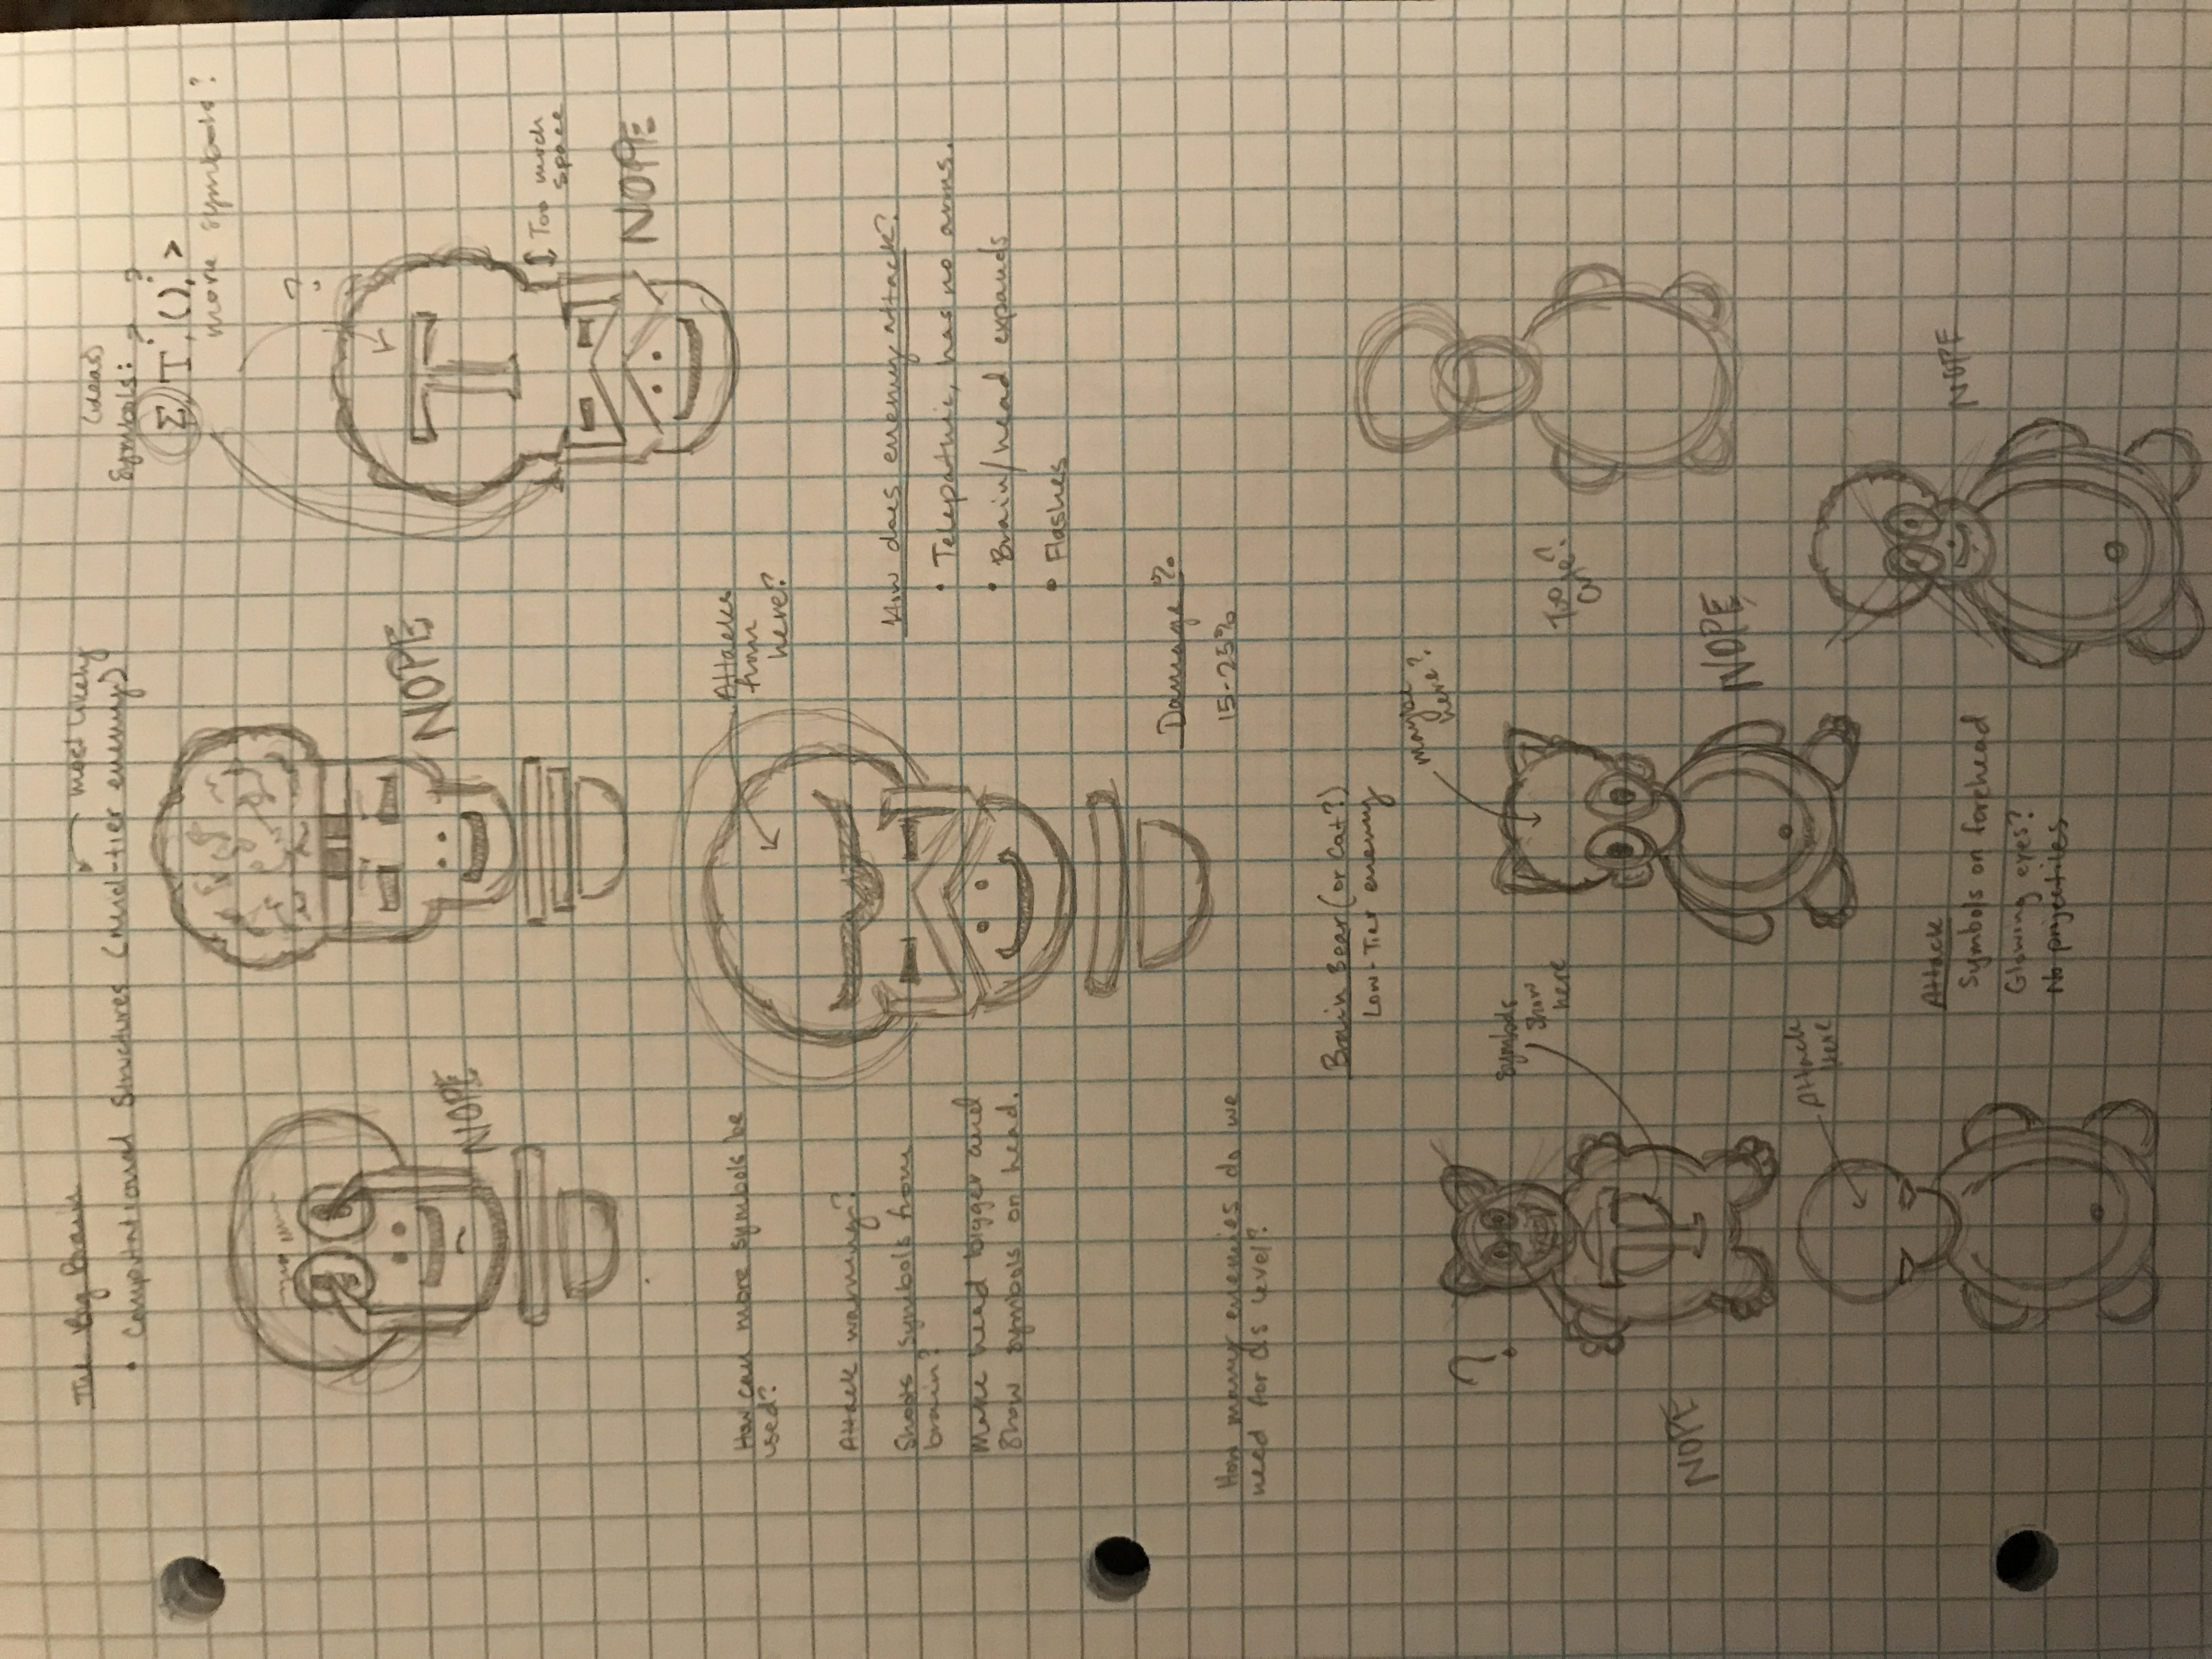 The Big Brain
most likely
• Computational Structures (mid-tier enemy)
(ideas)
Symbols:
? ?
Σ, T, (), >
more symbols?
?
T
NOPE
NOPE
Too much
space
NOPE
How can more symbols be
used?
Attacks
from
here?
Attack warning?
Shoots symbols from
brain?
Make head bigger and
Show symbols on head.
How does enemy attack?
• Telepathic, has no arms.
• Brain/head expands
• Flashes
Damage %
15-25%
How many enemies do we
need for CS level?
Brain Bear (or Cat?)
Low-Tier enemy
maybe
here?
?
Symbols
Show
here
Too
Cute?
T
NOPE
NOPE
Attack
Here
Attack
Symbols on forehead
Glowing eyes?
No projectiles
NOPE